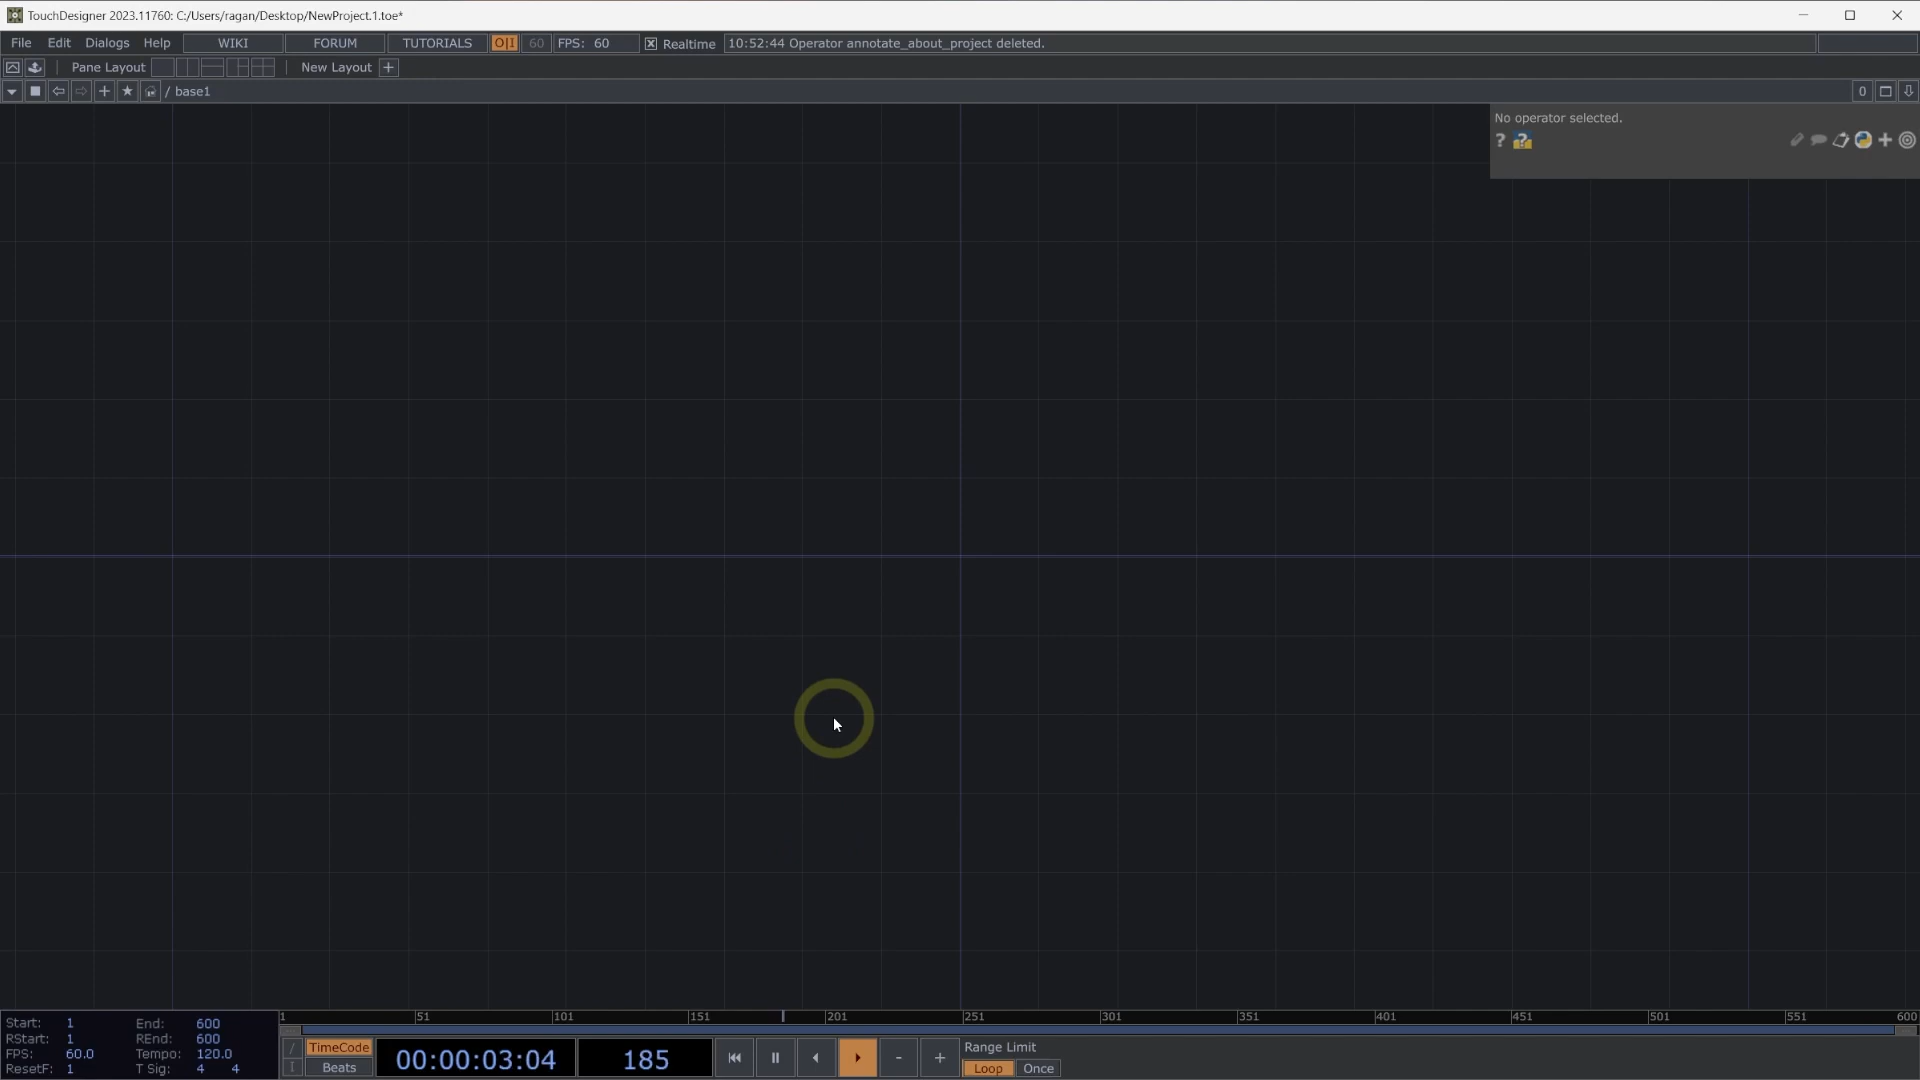 TouchDesigner 2023.11760: C:/Users/ragan/Desktop/NewProject.1.toe*
File Edit Dialogs Help WIKI FORUM TUTORIALS O|I 60 FPS: 60 Realtime 10:52:44 Operator annotate_about_project deleted.
Pane Layout New Layout +
/ base1 0
No operator selected.
Start: 1 End: 600
RStart: 1 REnd: 600
FPS: 60.0 Tempo: 120.0
ResetF: 1 T Sig: 4 4
1 51 101 151 201 251 301 351 401 451 501 551 600
TimeCode
Beats
00:00:03:04 185
- +
Range Limit
Loop Once